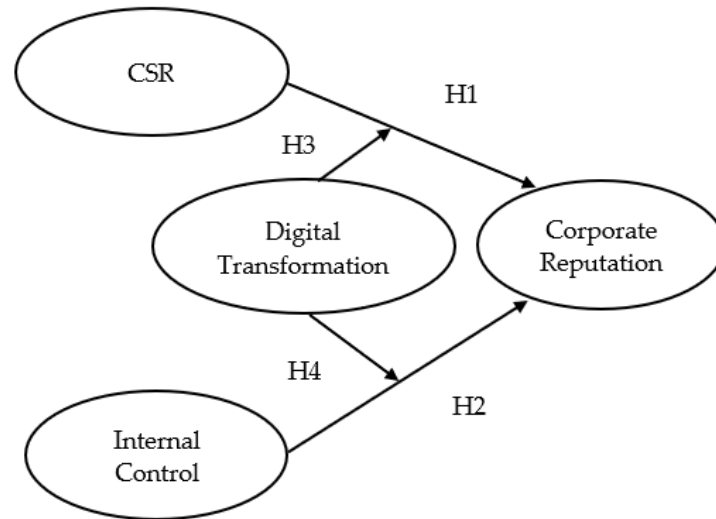 CSR
H1
H3
Digital
Transformation
Corporate
Reputation
H4
H2
Internal
Control